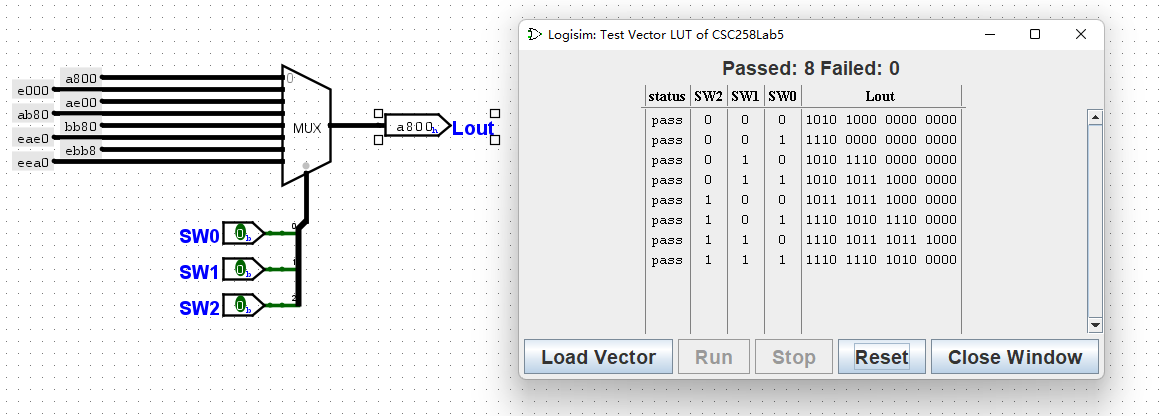 a800
e000
ae00
ab80
bb80
eae0
ebb8
eea0
0
MUX
a800h
Lout
0
SW0 0b
1
SW1 0b
2
SW2 0b
Logisim: Test Vector LUT of CSC258Lab5
Passed: 8 Failed: 0
status SW2 SW1 SW0 Lout
pass 0 0 0 1010 1000 0000 0000
pass 0 0 1 1110 0000 0000 0000
pass 0 1 0 1010 1110 0000 0000
pass 0 1 1 1010 1011 1000 0000
pass 1 0 0 1011 1011 1000 0000
pass 1 0 1 1110 1010 1110 0000
pass 1 1 0 1110 1011 1011 1000
pass 1 1 1 1110 1110 1010 0000
Load Vector Run Stop Reset Close Window